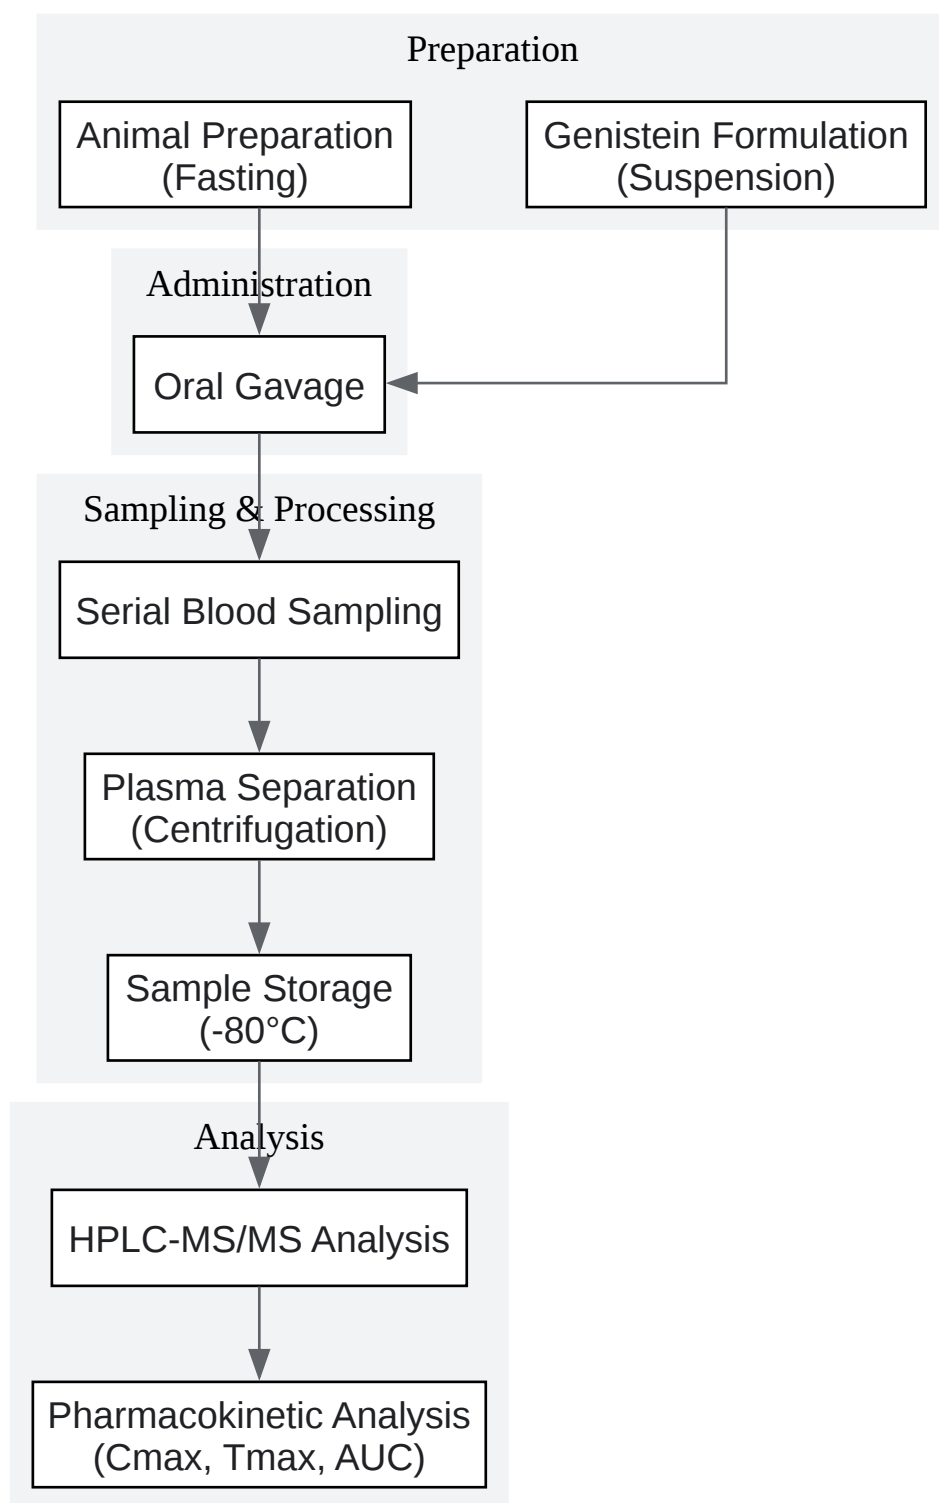 Preparation
Animal Preparation
(Fasting)
Genistein Formulation
(Suspension)
Administration
Oral Gavage
Sampling & Processing
Serial Blood Sampling
Plasma Separation
(Centrifugation)
Sample Storage
(-80°C)
Analysis
HPLC-MS/MS Analysis
Pharmacokinetic Analysis
(Cmax, Tmax, AUC)